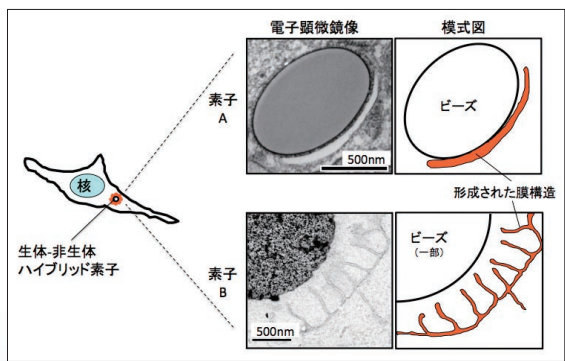 電子顕微鏡像
模式図
素子
A
500nm
ビーズ
形成された膜構造
核
生体-非生体
ハイブリッド素子
素子
B
500nm
ビーズ
(一部)